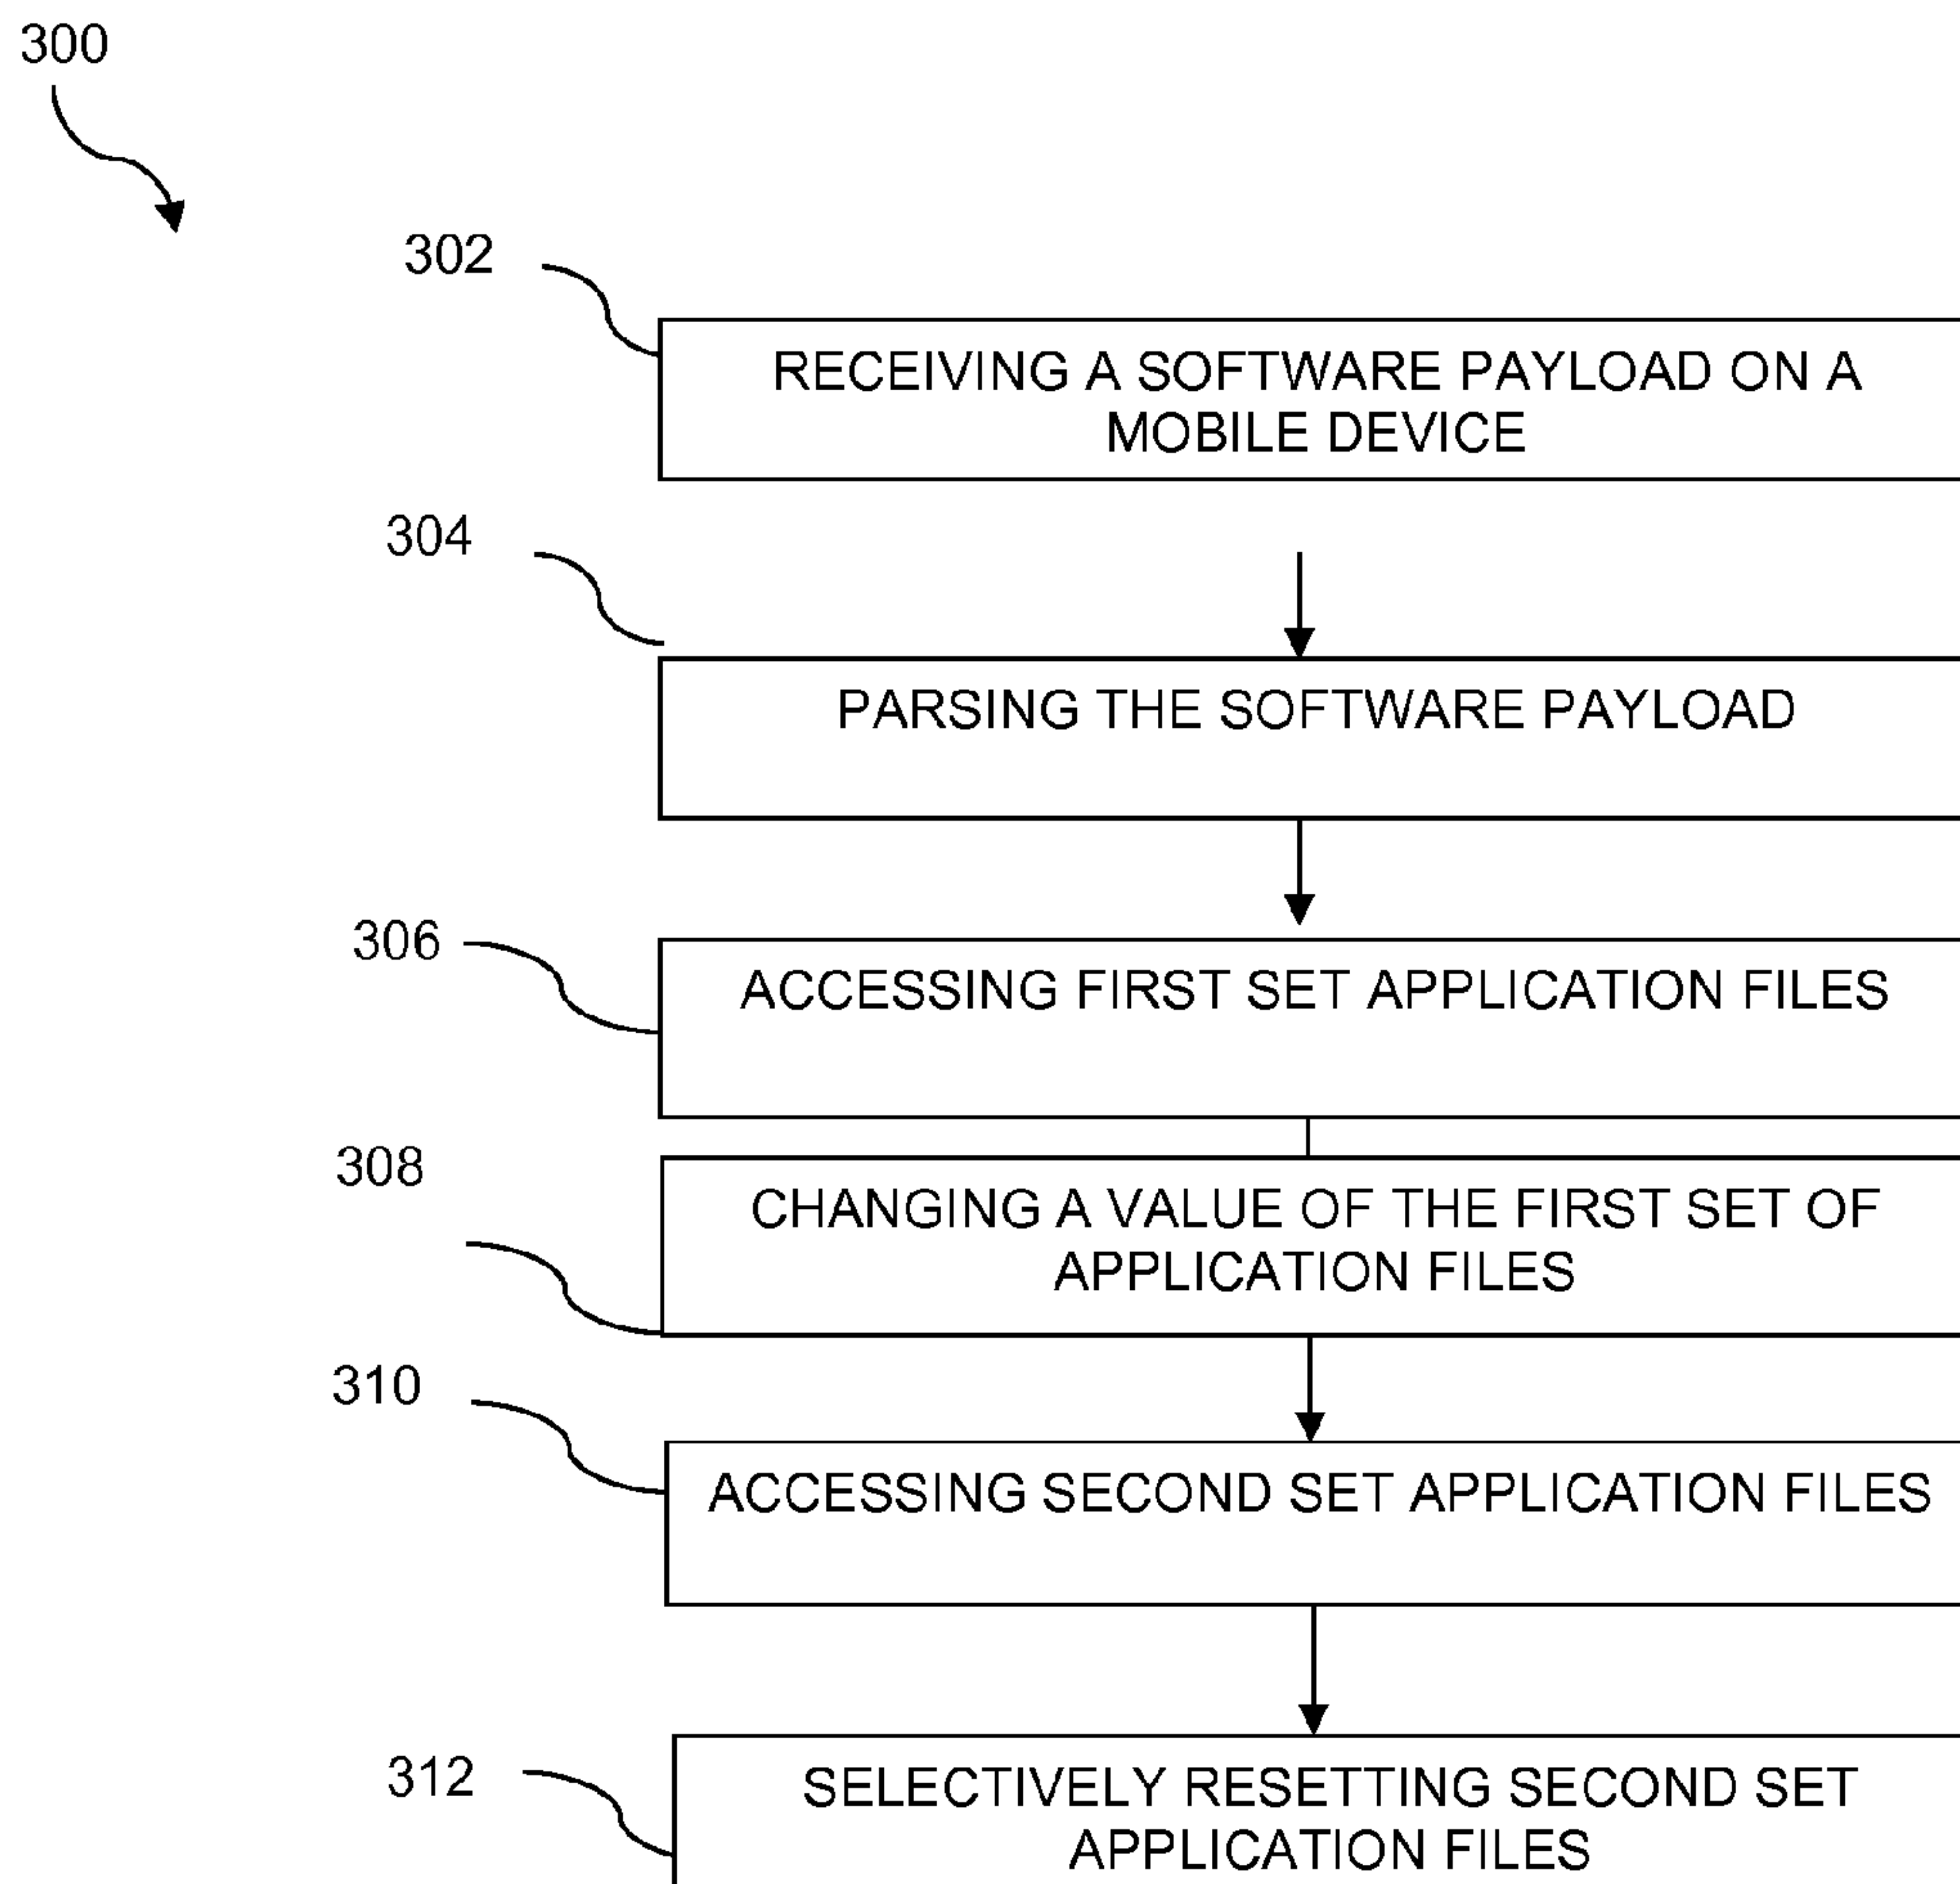 300
302
RECEIVING A SOFTWARE PAYLOAD ON A
MOBILE DEVICE
304
PARSING THE SOFTWARE PAYLOAD
306
ACCESSING FIRST SET APPLICATION FILES
308
CHANGING A VALUE OF THE FIRST SET OF
APPLICATION FILES
310
ACCESSING SECOND SET APPLICATION FILES
312
SELECTIVELY RESETTING SECOND SET
APPLICATION FILES